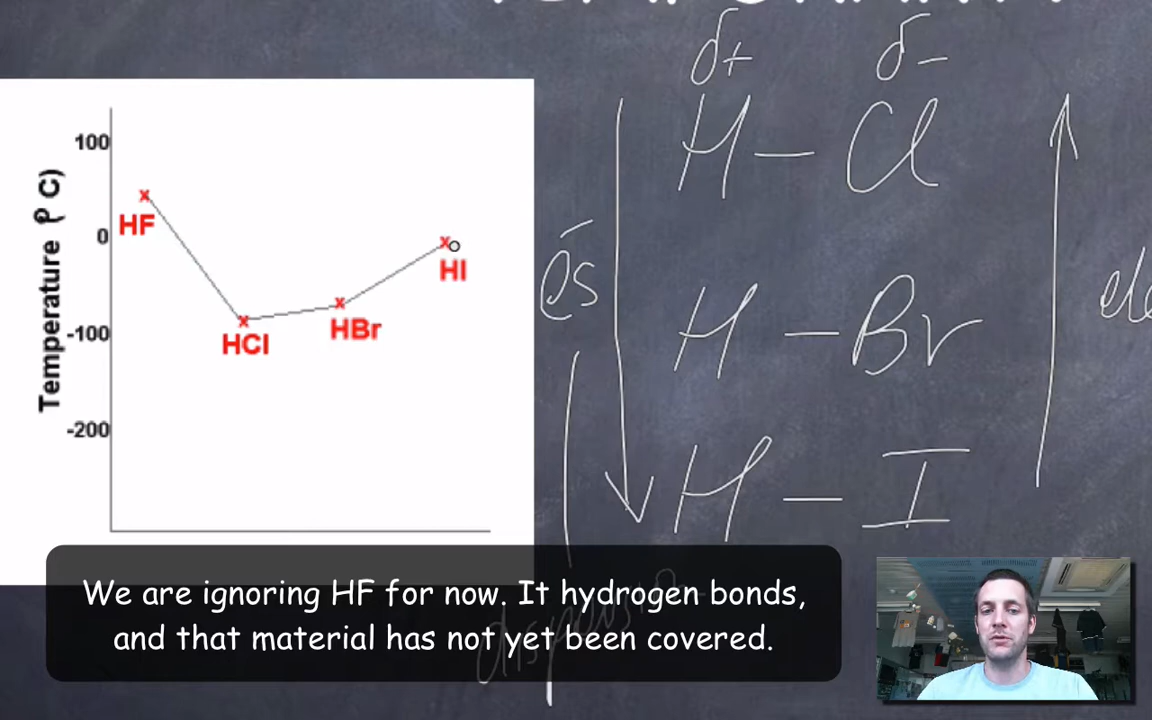 δ+ δ-
H-Cl
H-Br
H-I
es
Temperature (°C)
100
0
-100
-200
HF
HCl
HBr
HI
We are ignoring HF for now. It hydrogen bonds,
and that material has not yet been covered.